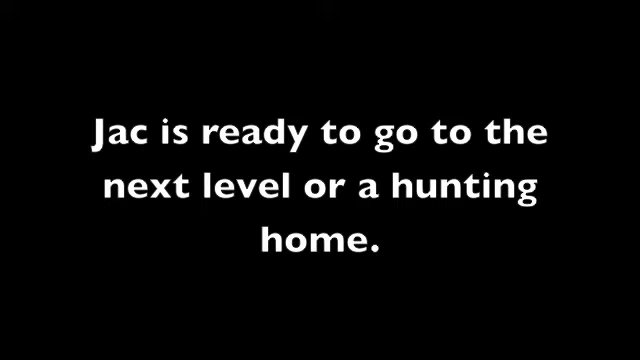 Jac is ready to go to the
next level or a hunting
home.